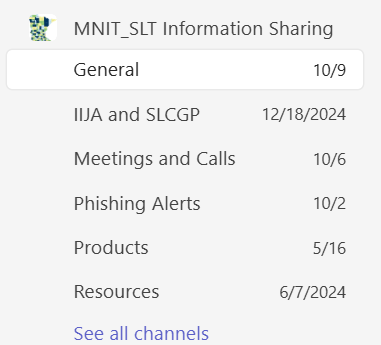 MNIT_SLT Information Sharing
General 10/9
IIJA and SLCGP 12/18/2024
Meetings and Calls 10/6
Phishing Alerts 10/2
Products 5/16
Resources 6/7/2024
See all channels